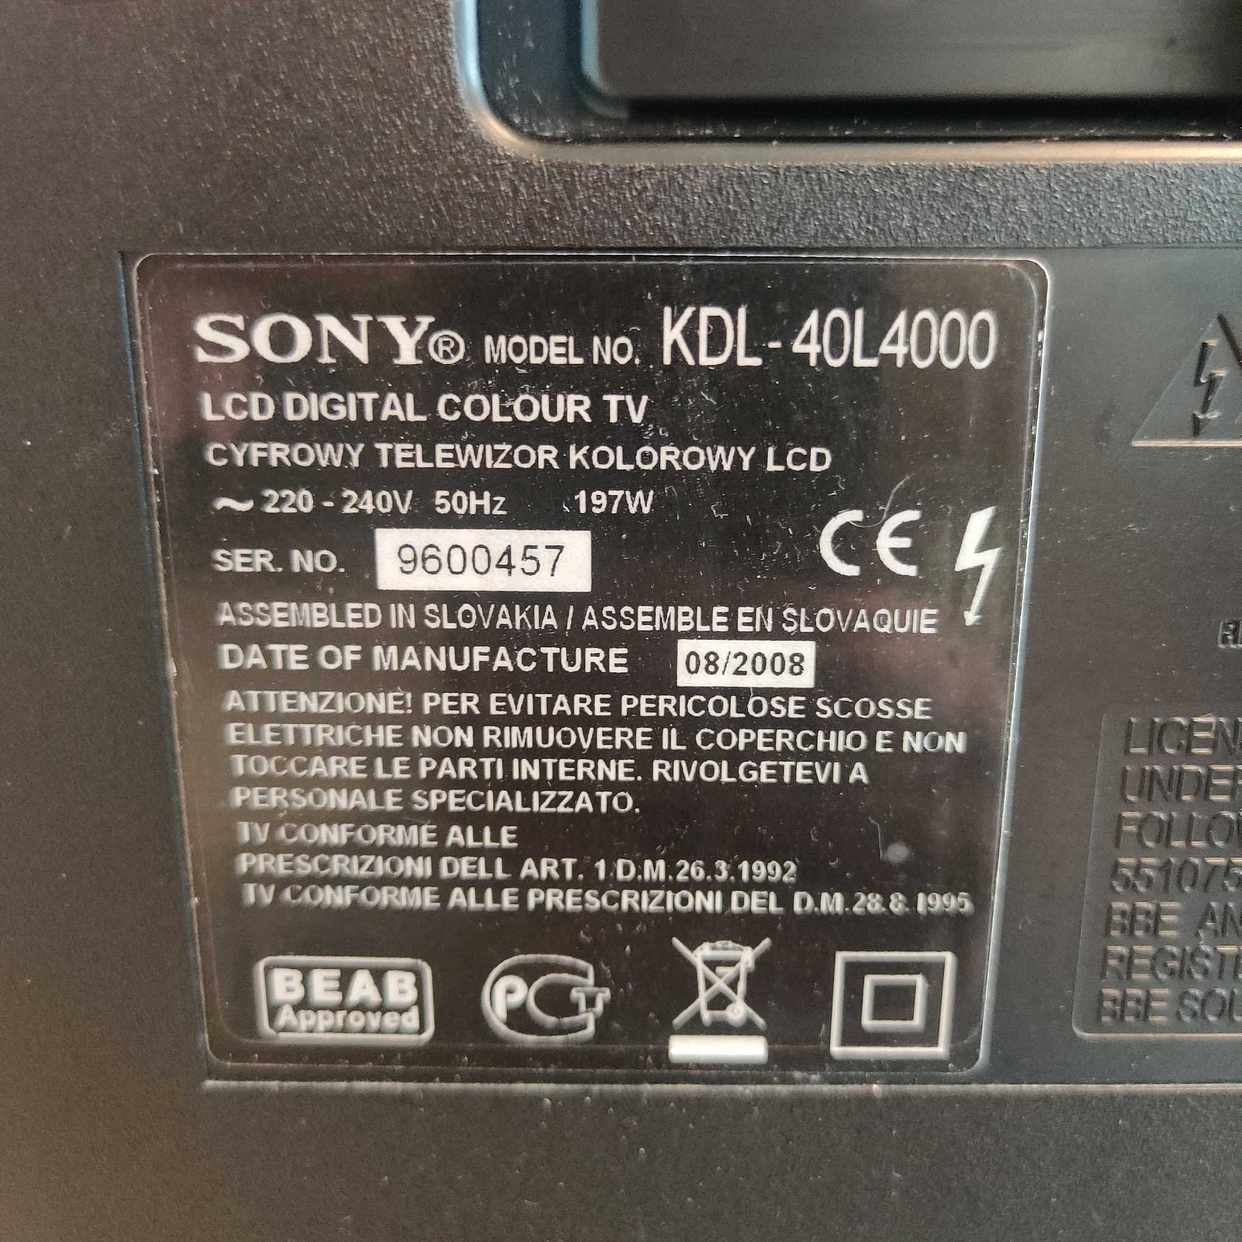 SONY® MODEL NO. KDL-40L4000
LCD DIGITAL COLOUR TV
CYFROWY TELEWIZOR KOLOROWY LCD
~ 220 - 240V 50Hz 197W
CE
SER. NO. 9600457
ASSEMBLED IN SLOVAKIA / ASSEMBLE EN SLOVAQUIE
DATE OF MANUFACTURE 08/2008
ATTENZIONE! PER EVITARE PERICOLOSE SCOSSE
ELETTRICHE NON RIMUOVERE IL COPERCHIO E NON
TOCCARE LE PARTI INTERNE. RIVOLGETEVI A
PERSONALE SPECIALIZZATO.
TV CONFORME ALLE
PRESCRIZIONI DELL ART. 1 D.M.26.3.1992
TV CONFORME ALLE PRESCRIZIONI DEL D.M.28.8.1995
BEAB
Approved
PCT
UNDER
BBE
BBE